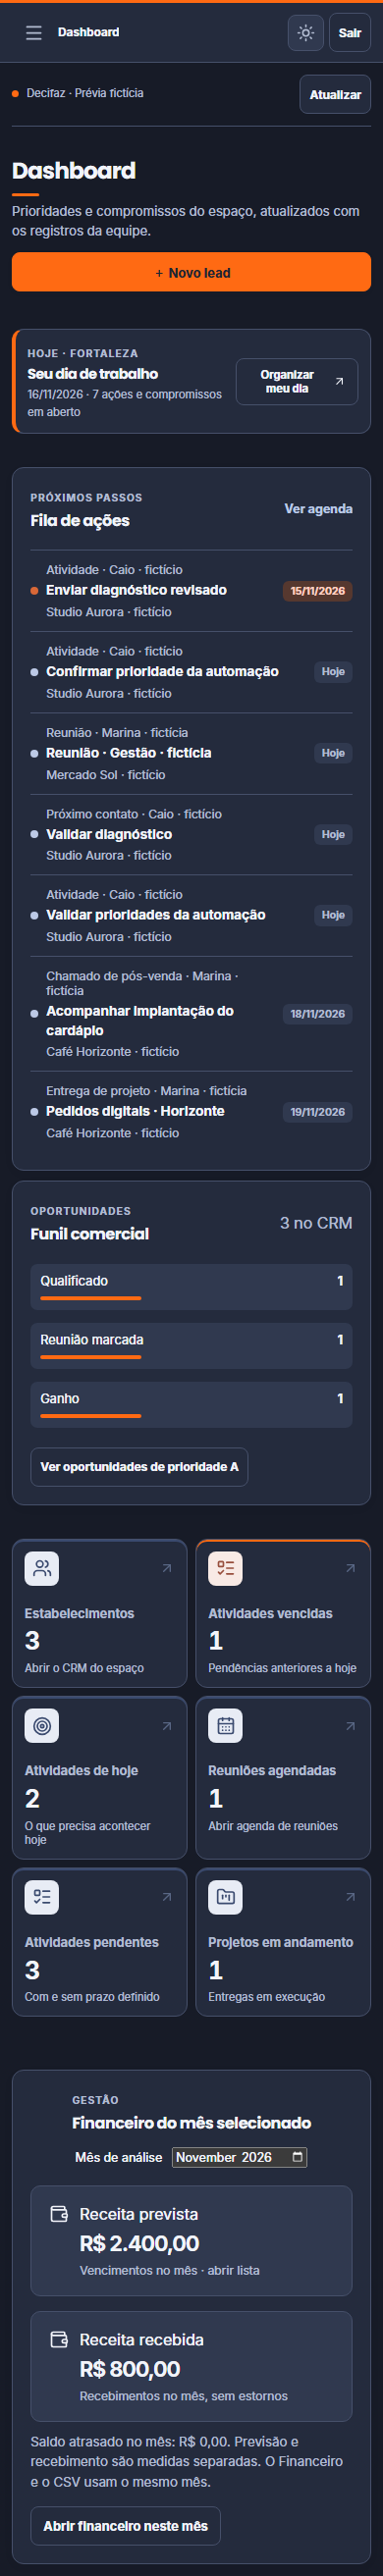 Dashboard
Sair
Decifaz · Prévia fictícia
Atualizar
Dashboard
Prioridades e compromissos do espaço, atualizados com
os registros da equipe.
+ Novo lead
HOJE · FORTALEZA
Seu dia de trabalho
16/11/2026 · 7 ações e compromissos
em aberto
Organizar
meu dia
PRÓXIMOS PASSOS
Fila de ações
Ver agenda
Atividade · Caio · fictício
Enviar diagnóstico revisado
Studio Aurora · fictício
15/11/2026
Atividade · Caio · fictício
Confirmar prioridade da automação
Studio Aurora · fictício
Hoje
Reunião · Marina · fictícia
Reunião · Gestão · fictícia
Mercado Sol · fictício
Hoje
Próximo contato · Caio · fictício
Validar diagnóstico
Studio Aurora · fictício
Hoje
Atividade · Caio · fictício
Validar prioridades da automação
Studio Aurora · fictício
Hoje
Chamado de pós-venda · Marina ·
fictícia
Acompanhar implantação do
cardápio
Café Horizonte · fictício
18/11/2026
Entrega de projeto · Marina · fictícia
Pedidos digitais · Horizonte
Café Horizonte · fictício
19/11/2026
OPORTUNIDADES
Funil comercial
3 no CRM
Qualificado 1
Reunião marcada 1
Ganho 1
Ver oportunidades de prioridade A
Estabelecimentos
3
Abrir o CRM do espaço
Atividades vencidas
1
Pendências anteriores a hoje
Atividades de hoje
2
O que precisa acontecer
hoje
Reuniões agendadas
1
Abrir agenda de reuniões
Atividades pendentes
3
Com e sem prazo definido
Projetos em andamento
1
Entregas em execução
GESTÃO
Financeiro do mês selecionado
Mês de análise November 2026
Receita prevista
R$ 2.400,00
Vencimentos no mês · abrir lista
Receita recebida
R$ 800,00
Recebimentos no mês, sem estornos
Saldo atrasado no mês: R$ 0,00. Previsão e
recebimento são medidas separadas. O Financeiro
e o CSV usam o mesmo mês.
Abrir financeiro neste mês